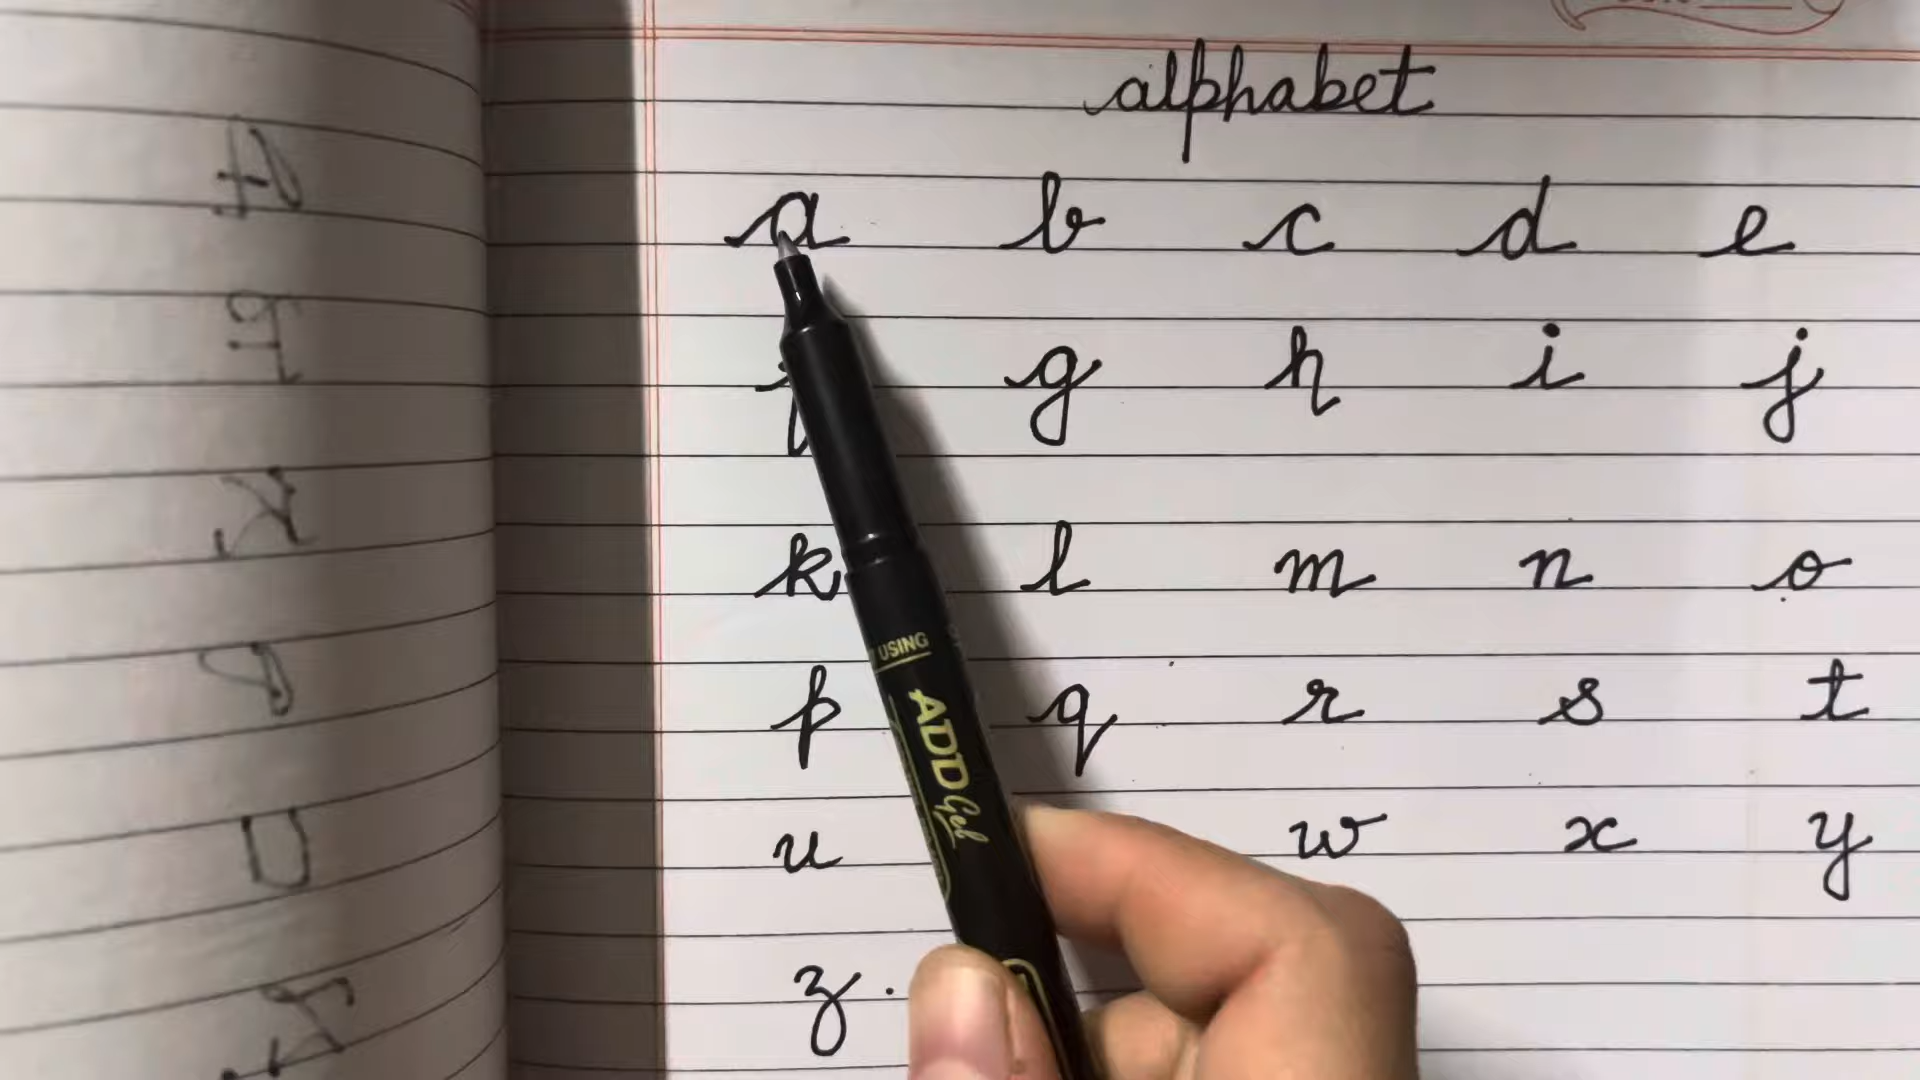 alphabet
a b c d e
f g h i j
k l m n o
p q r s t
u w x y
z.
USING
ADD Gel